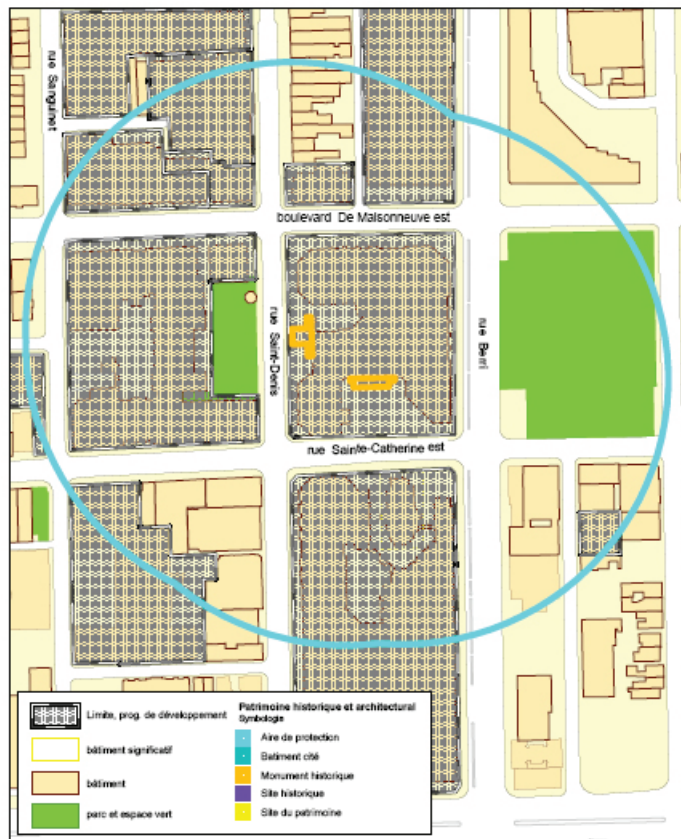 rue Sanguinet
boulevard De Maisonneuve est
rue Saint-Denis
rue Berri
rue Sainte-Catherine est
Limite, prog. de développement
bâtiment significatif
bâtiment
parc et espace vert
Patrimoine historique et architectural
Symbologie
Aire de protection
Batiment cité
Monument historique
Site historique
Site du patrimoine